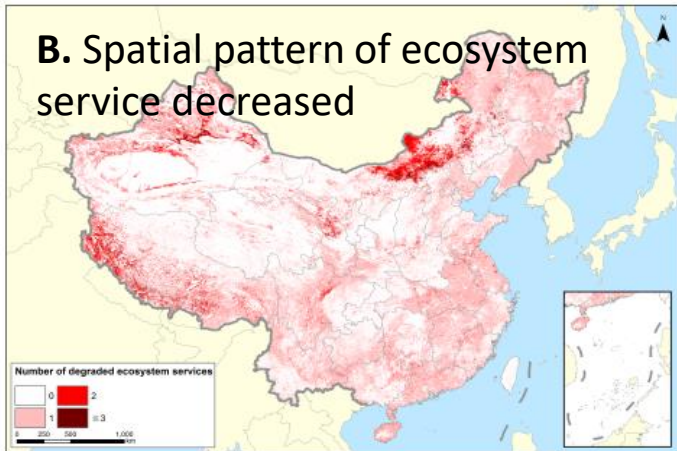 B. Spatial pattern of ecosystem
service decreased
N
Number of degraded ecosystem services
0 2
1 ≥3
0 250 500 1,000
km